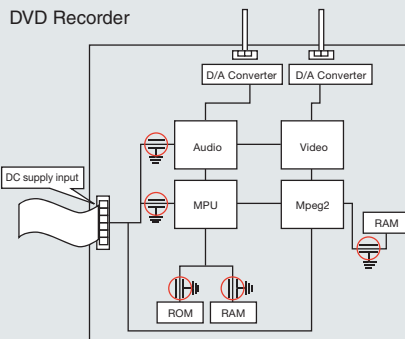 DVD Recorder
D/A Converter
D/A Converter
Audio
Video
DC supply input
MPU
Mpeg2
RAM
ROM
RAM